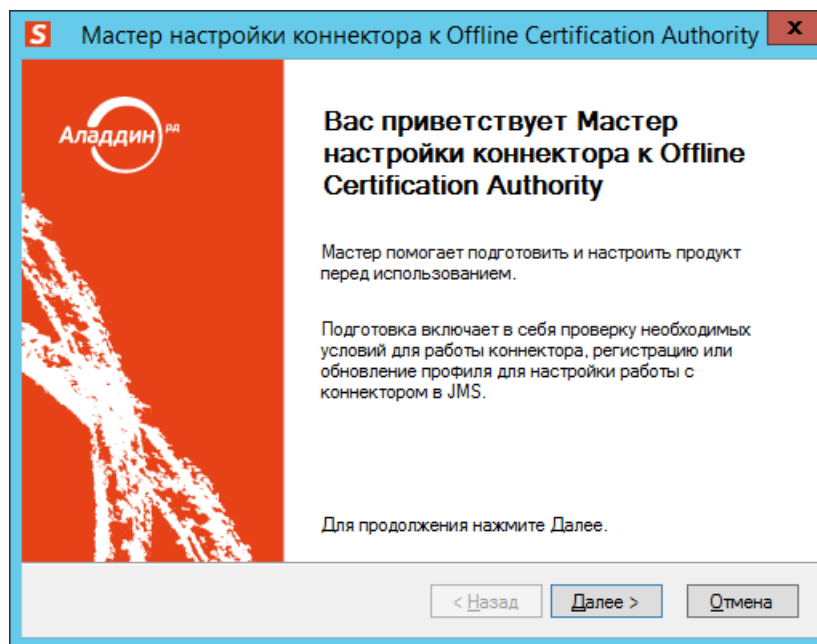 S Мастер настройки коннектора к Offline Certification Authority x
Аладдин РД
Вас приветствует Мастер
настройки коннектора к Offline
Certification Authority
Мастер помогает подготовить и настроить продукт
перед использованием.
Подготовка включает в себя проверку необходимых
условий для работы коннектора, регистрацию или
обновление профиля для настройки работы с
коннектором в JMS.
Для продолжения нажмите Далее.
< Назад Далее > Отмена